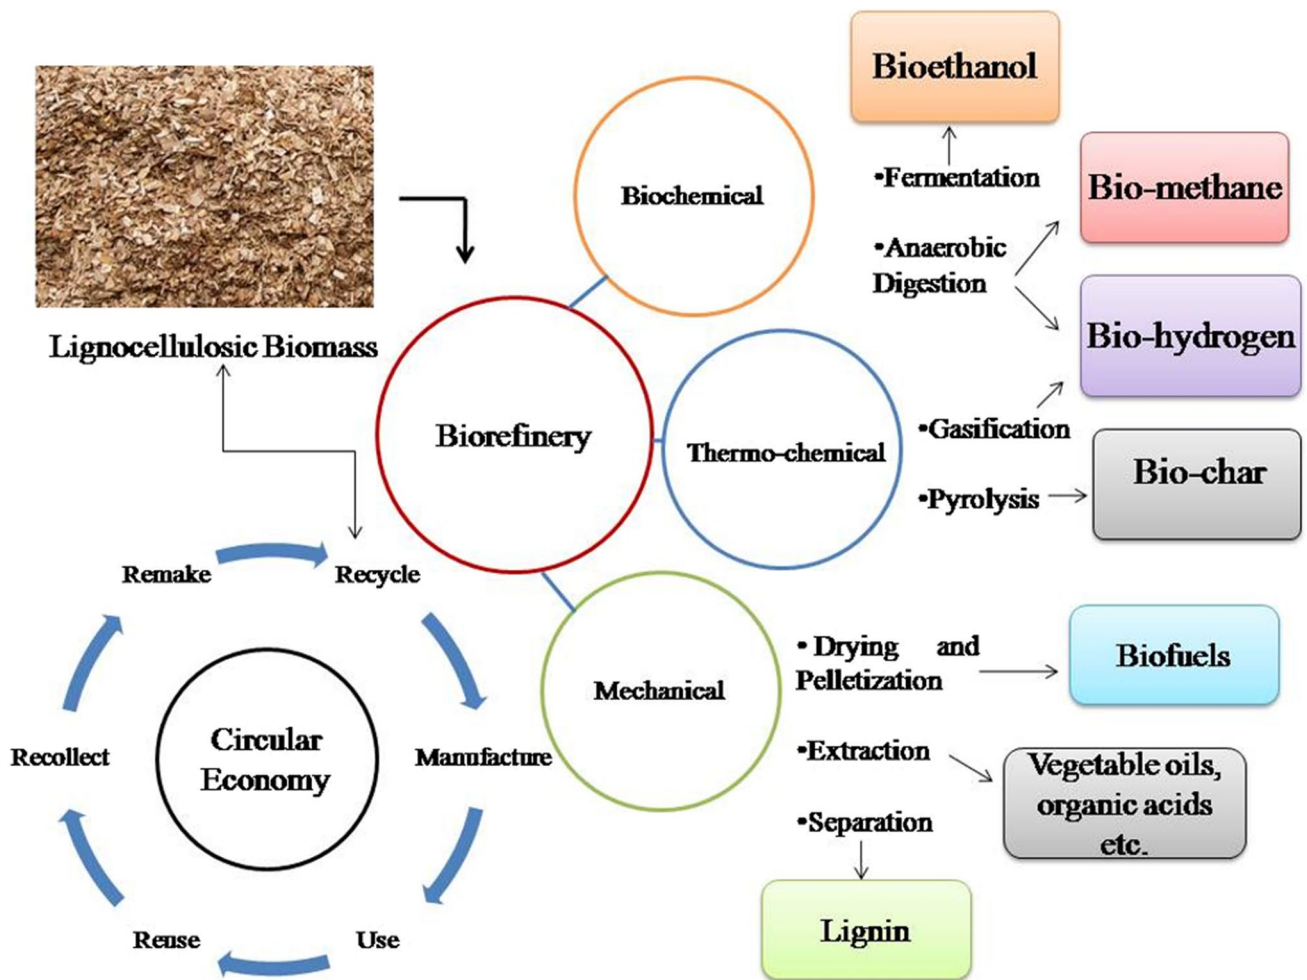 Bioethanol
•Fermentation
Bio-methane
Biochemical
•Anaerobic
Digestion
Bio-hydrogen
Lignocellulosic Biomass
Biorefinery
Thermo-chemical
•Gasification
Bio-char
•Pyrolysis
Remake
Recycle
Mechanical
• Drying and
Pelletization
Biofuels
Circular
Economy
Recollect
Manufacture
•Extraction
Vegetable oils,
organic acids
etc.
•Separation
Reuse
Use
Lignin